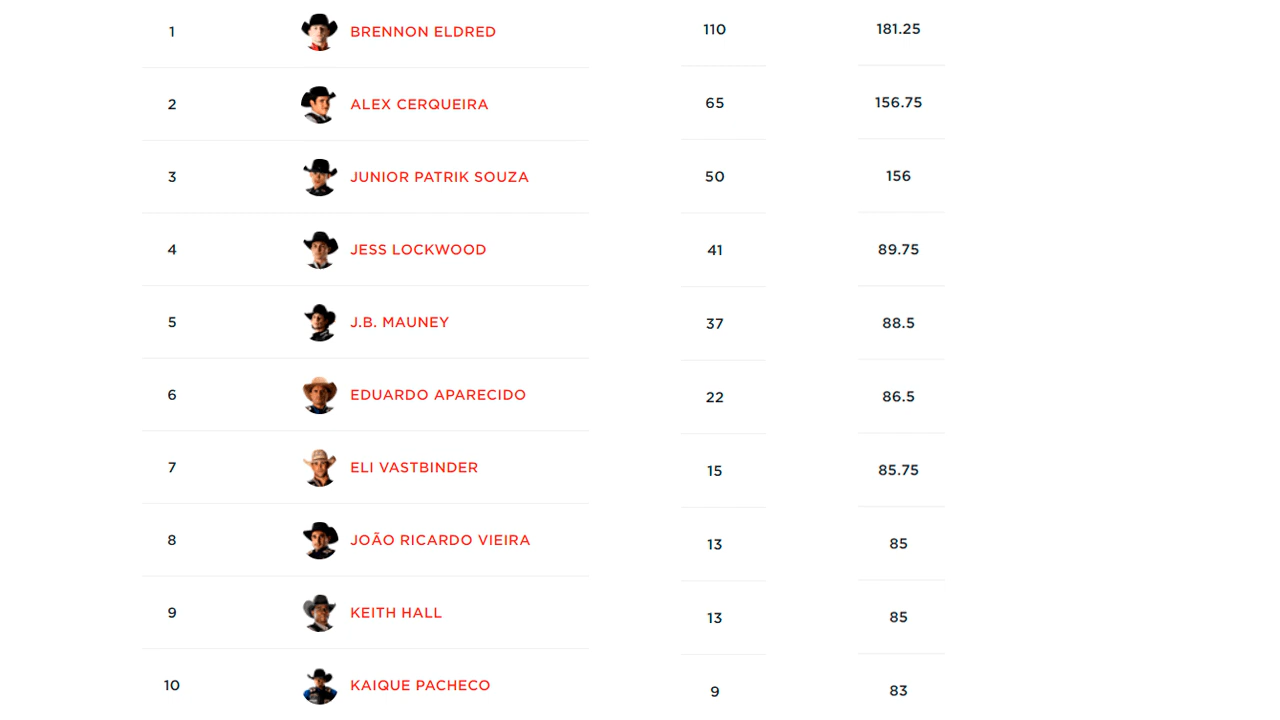 1 BRENNON ELDRED 110 181.25
2 ALEX CERQUEIRA 65 156.75
3 JUNIOR PATRIK SOUZA 50 156
4 JESS LOCKWOOD 41 89.75
5 J.B. MAUNEY 37 88.5
6 EDUARDO APARECIDO 22 86.5
7 ELI VASTBINDER 15 85.75
8 JOÃO RICARDO VIEIRA 13 85
9 KEITH HALL 13 85
10 KAIQUE PACHECO 9 83